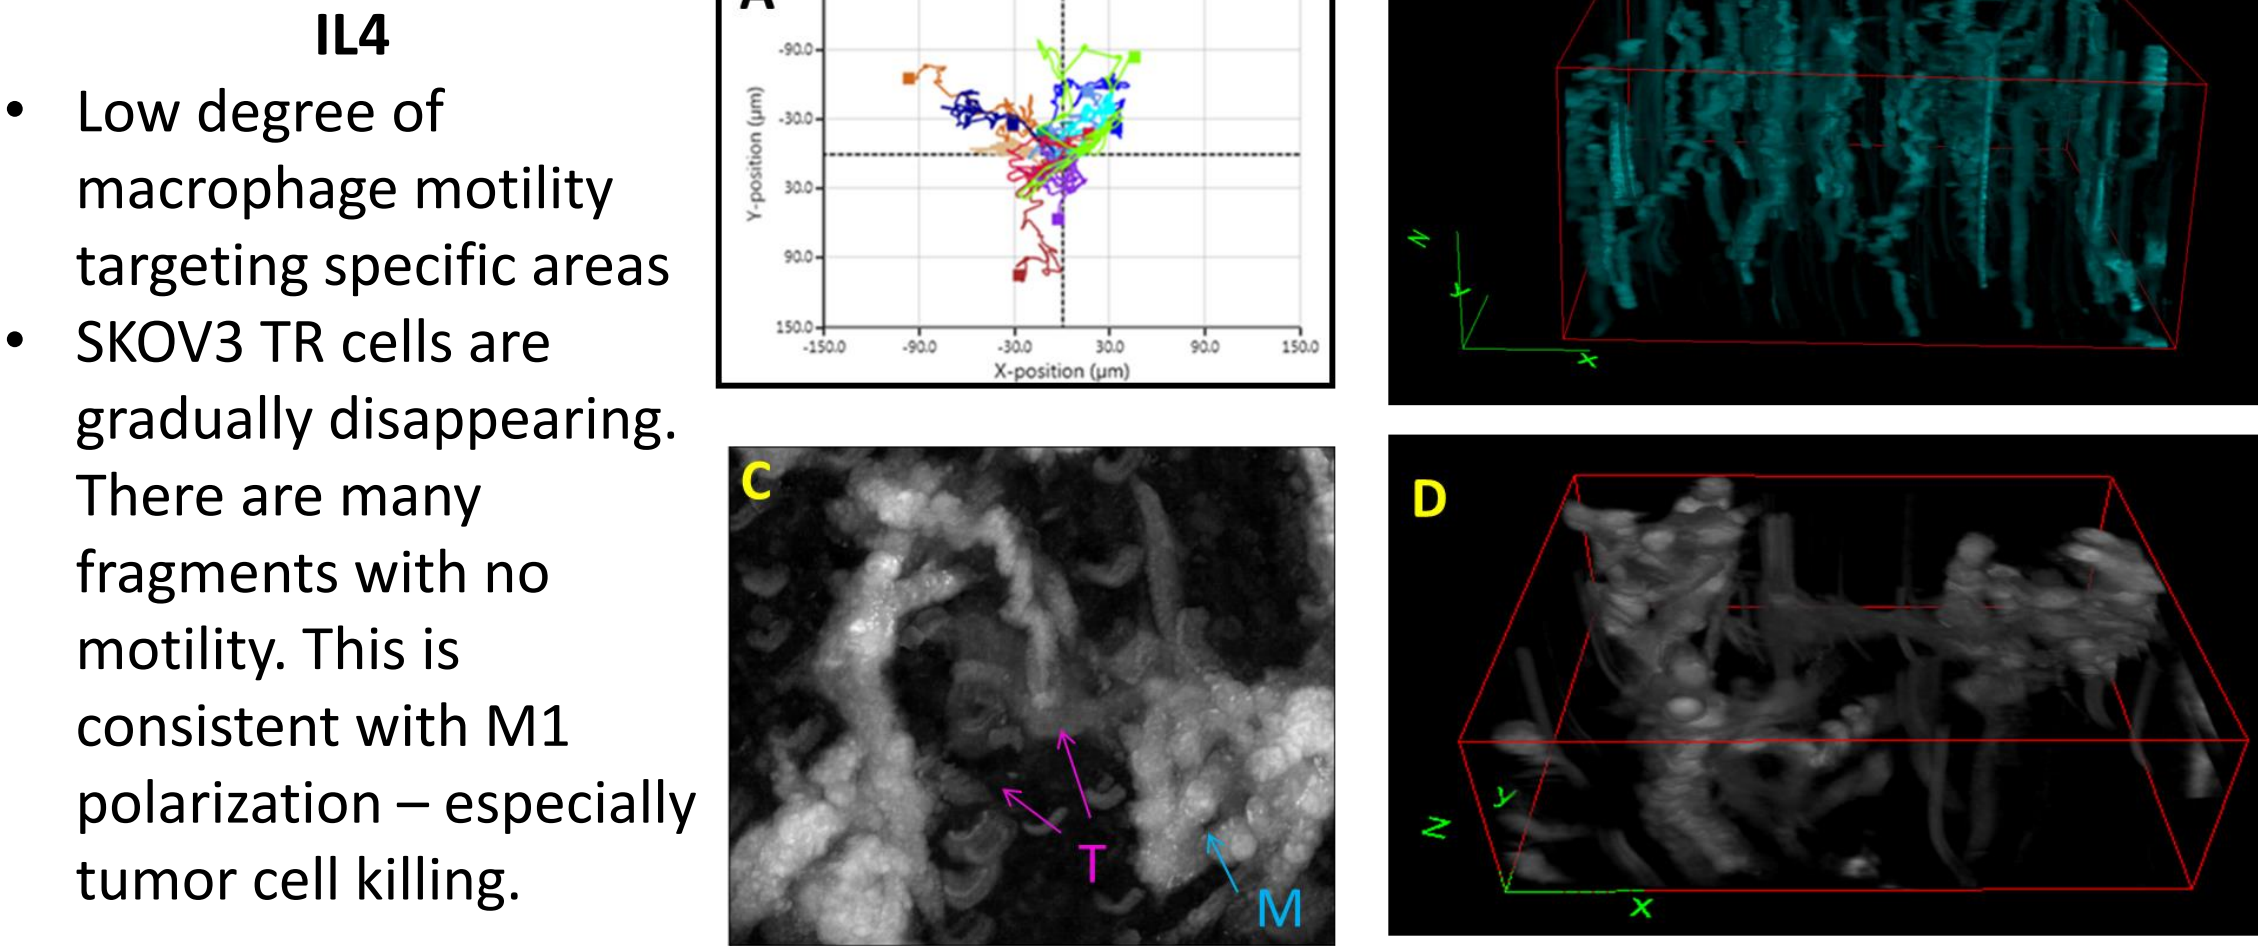 IL4
• Low degree of
macrophage motility
targeting specific areas
• SKOV3 TR cells are
gradually disappearing.
There are many
fragments with no
motility. This is
consistent with M1
polarization – especially
tumor cell killing.
A
-90.0
-30.0
30.0
90.0
150.0
Y-position (µm)
-150.0 -90.0 -30.0 30.0 90.0 150.0
X-position (µm)
Z
y
x
C
T
M
D
y
Z
x